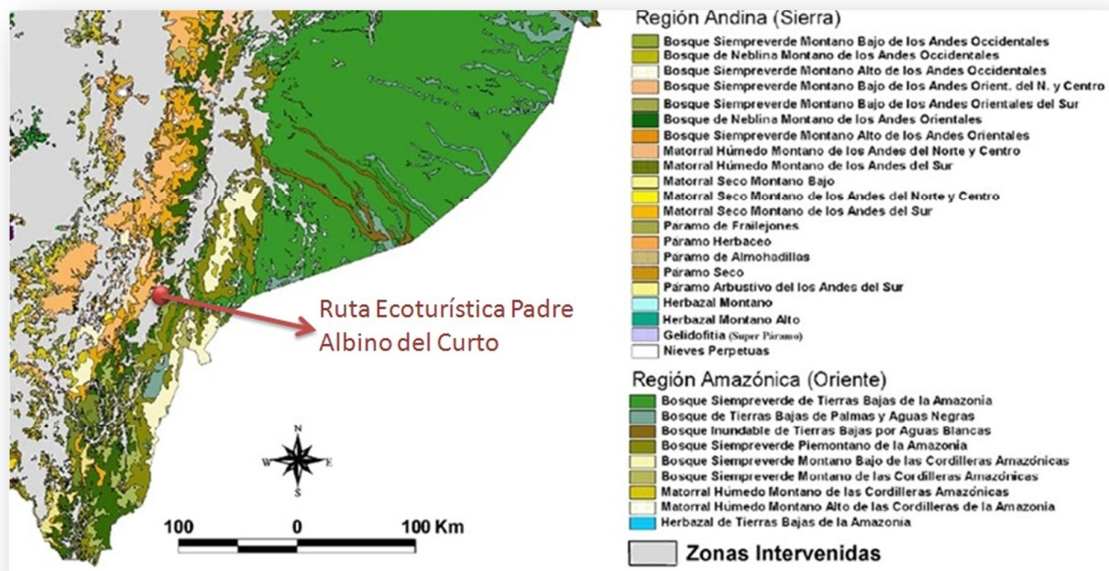 Región Andina (Sierra)
Bosque Siempreverde Montano Bajo de los Andes Occidentales
Bosque de Neblina Montano de los Andes Occidentales
Bosque Siempreverde Montano Alto de los Andes Occidentales
Bosque Siempreverde Montano Bajo de los Andes Orient. del N. y Centro
Bosque Siempreverde Montano Bajo de los Andes Orientales del Sur
Bosque de Neblina Montano de los Andes Orientales
Bosque Siempreverde Montano Alto de los Andes Orientales
Matorral Húmedo Montano de los Andes del Norte y Centro
Matorral Húmedo Montano de los Andes del Sur
Matorral Seco Montano Bajo
Matorral Seco Montano de los Andes del Norte y Centro
Matorral Seco Montano de los Andes del Sur
Páramo de Frailejones
Páramo Herbaceo
Páramo de Almohadillas
Páramo Seco
Páramo Arbustivo del los Andes del Sur
Herbazal Montano
Herbazal Montano Alto
Gelidofitia (Super Páramo)
Nieves Perpetuas
Región Amazónica (Oriente)
Bosque Siempreverde de Tierras Bajas de la Amazonia
Bosque de Tierras Bajas de Palmas y Aguas Negras
Bosque Inundable de Tierras Bajas por Aguas Blancas
Bosque Siempreverde Piemontano de la Amazonia
Bosque Siempreverde Montano Bajo de las Cordilleras Amazónicas
Bosque Siempreverde Montano de las Cordilleras Amazónicas
Matorral Húmedo Montano de las Cordilleras Amazónicas
Matorral Húmedo Montano Alto de las Cordilleras de la Amazonia
Herbazal de Tierras Bajas de la Amazonia
Zonas Intervenidas
Ruta Ecoturística Padre
Albino del Curto
N
W E
S
100 0 100 Km